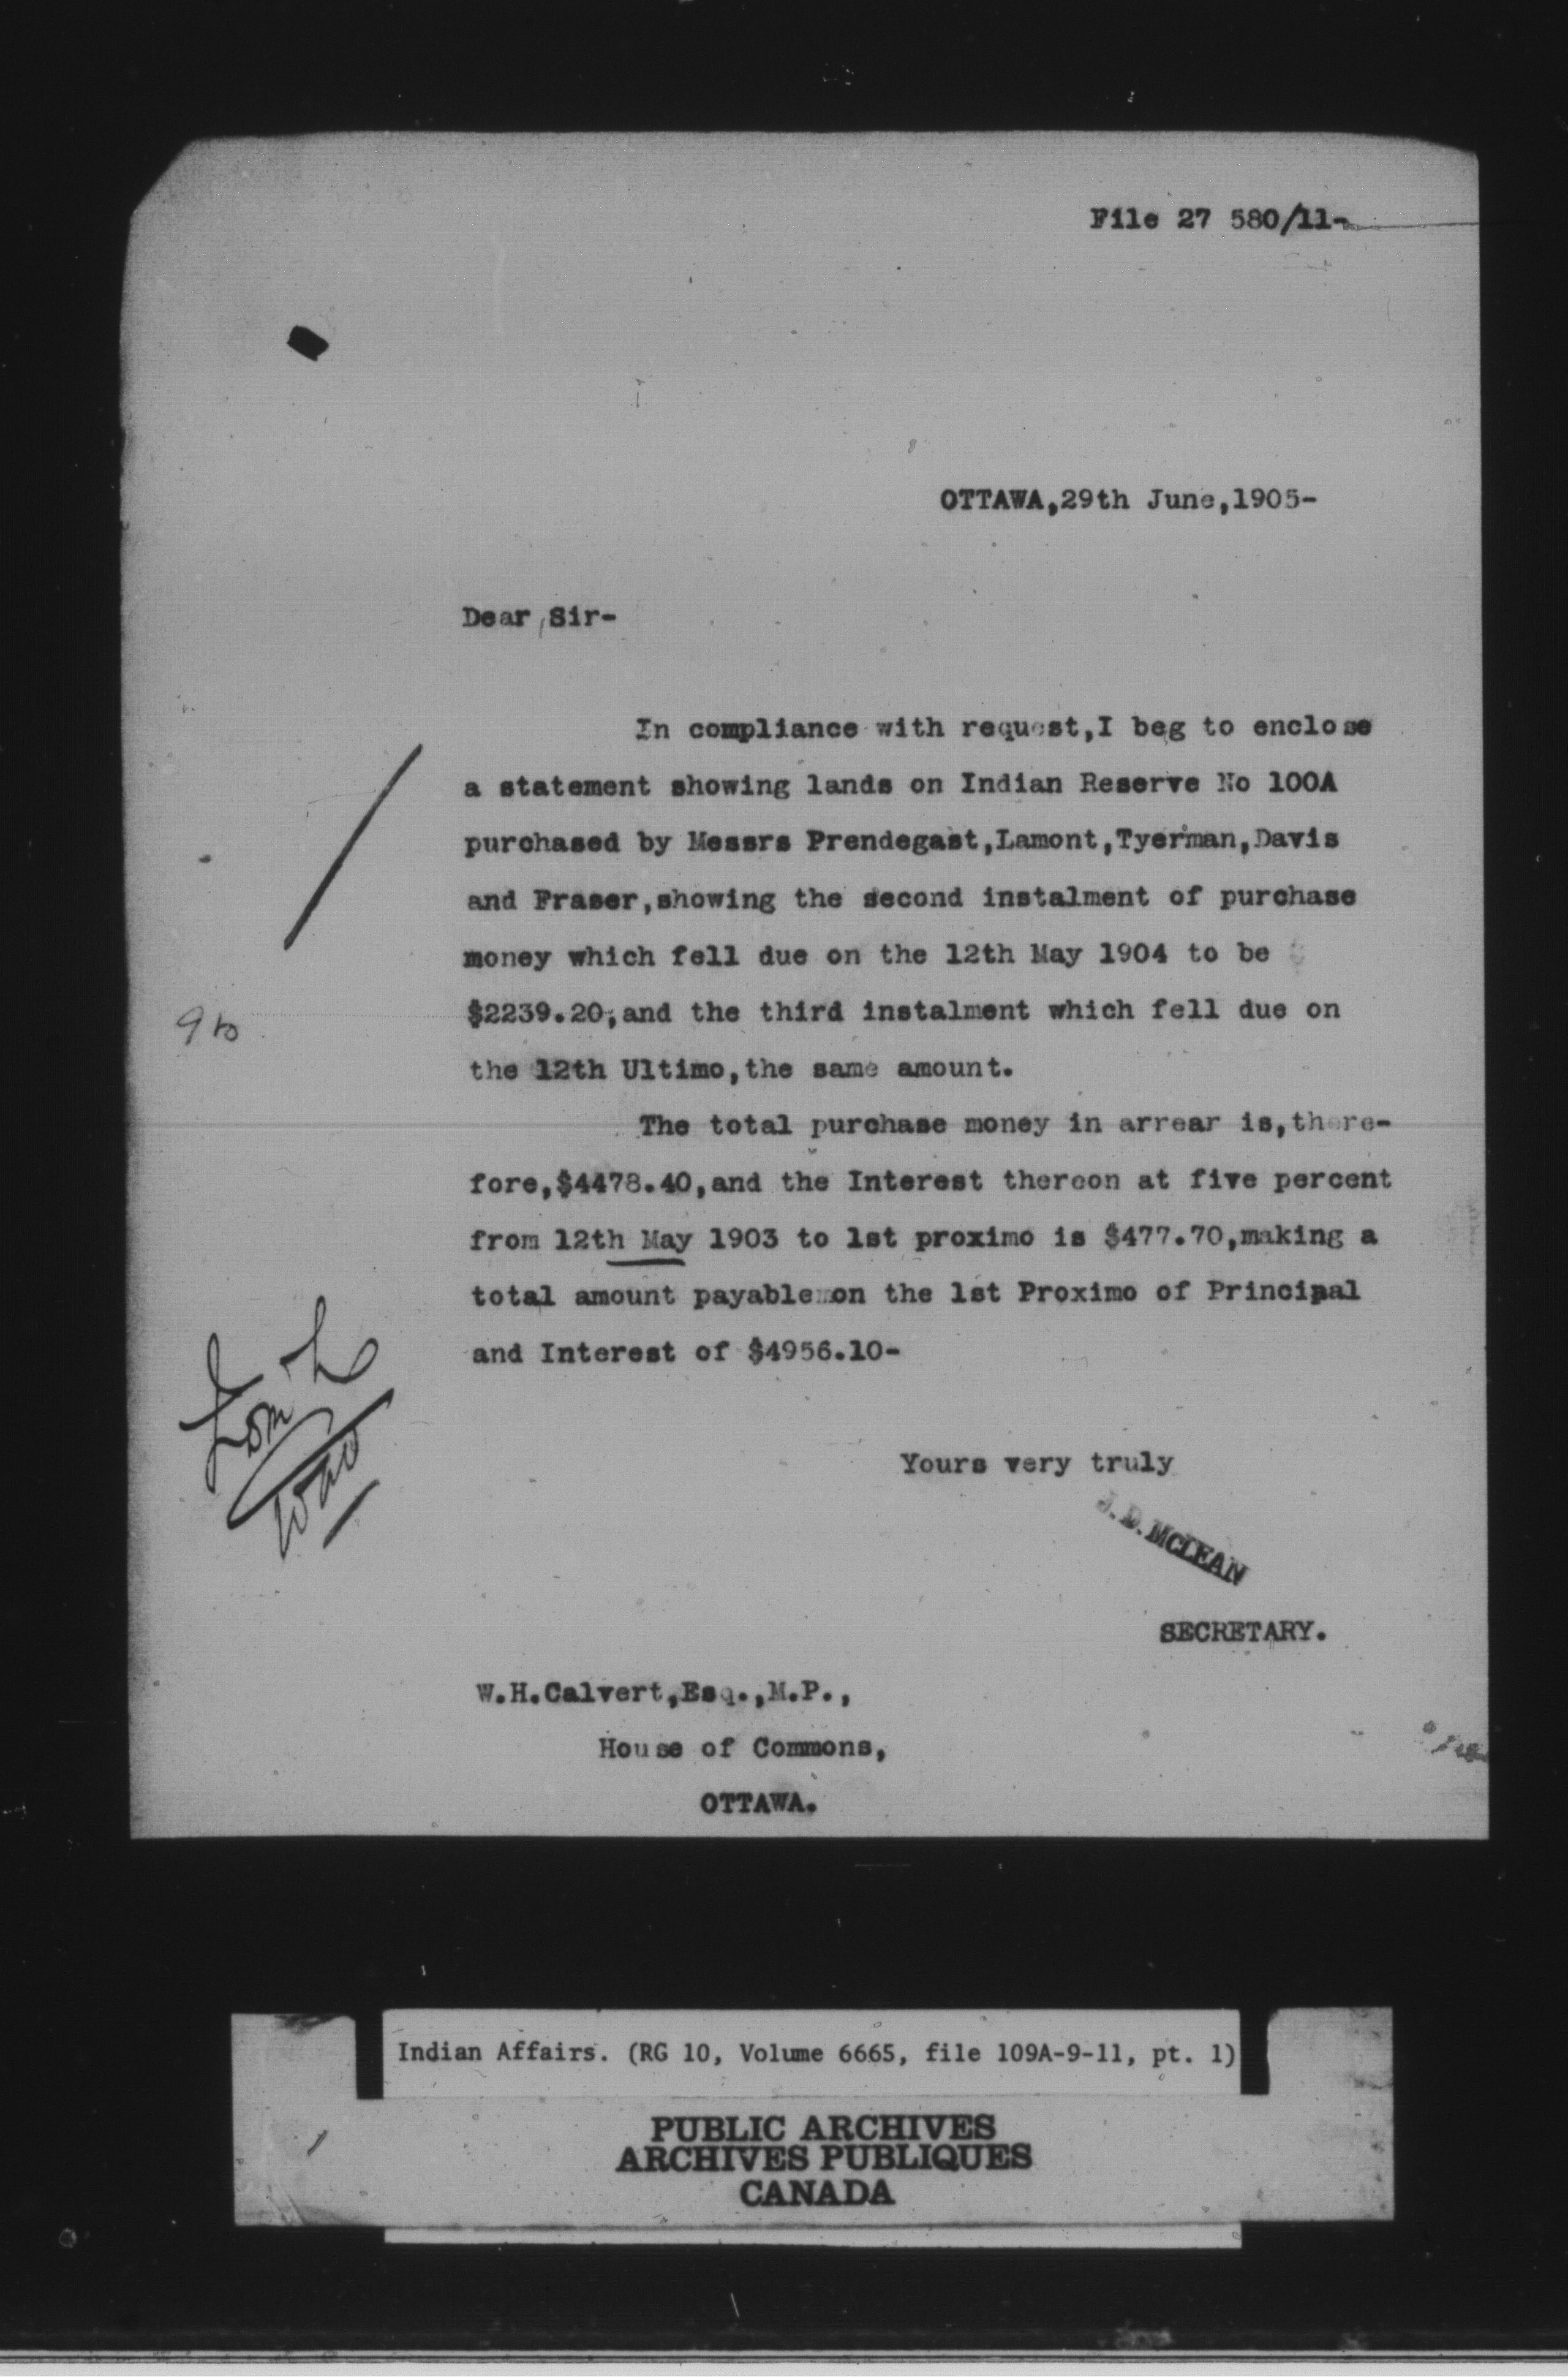 File 27 580/11-
OTTAWA,29th June,1905-
Dear Sir-
In compliance with request,I beg to enclose
a statement showing lands on Indian Reserve No 100A
purchased by Messrs Prendegast,Lamont,Tyerman,Davis
and Fraser,showing the second instalment of purchase
money which fell due on the 12th May 1904 to be
$2239.20,and the third instalment which fell due on
the 12th Ultimo,the same amount.
The total purchase money in arrear is,there-
fore,$4478.40,and the Interest thereon at five percent
from 12th May 1903 to 1st proximo is $477.70,making a
total amount payable on the 1st Proximo of Principal
and Interest of $4956.10-
Yours very truly
J.D.McLEAN
SECRETARY.
W.H.Calvert,Esq.,M.P.,
House of Commons,
OTTAWA.
Indian Affairs. (RG 10, Volume 6665, file 109A-9-11, pt. 1)
PUBLIC ARCHIVES
ARCHIVES PUBLIQUES
CANADA